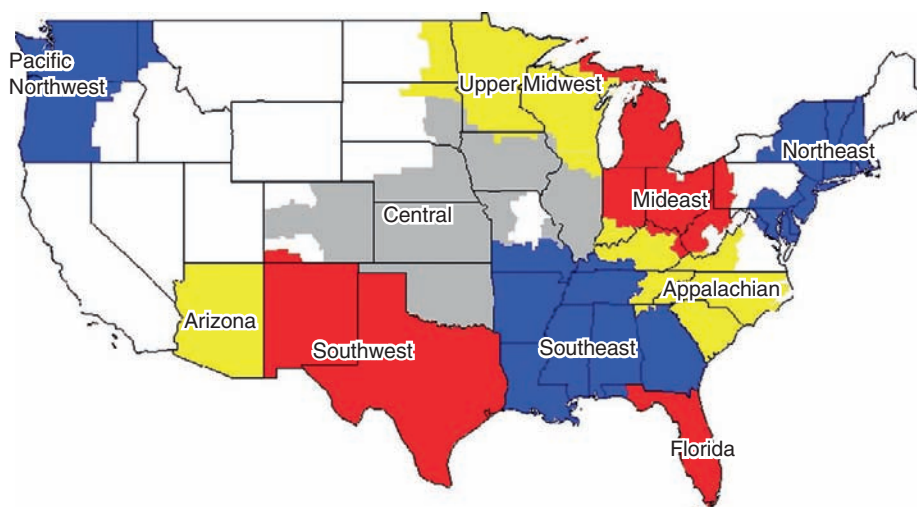 Pacific
Northwest
Upper Midwest
Northeast
Mideast
Central
Appalachian
Arizona
Southwest
Southeast
Florida